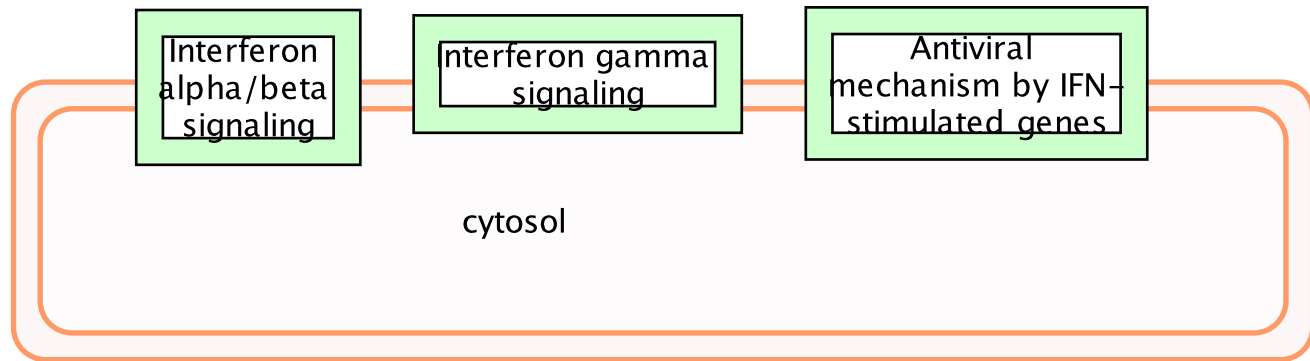 Interferon
alpha/beta
signaling
Interferon gamma
signaling
Antiviral
mechanism by IFN-
stimulated genes
cytosol